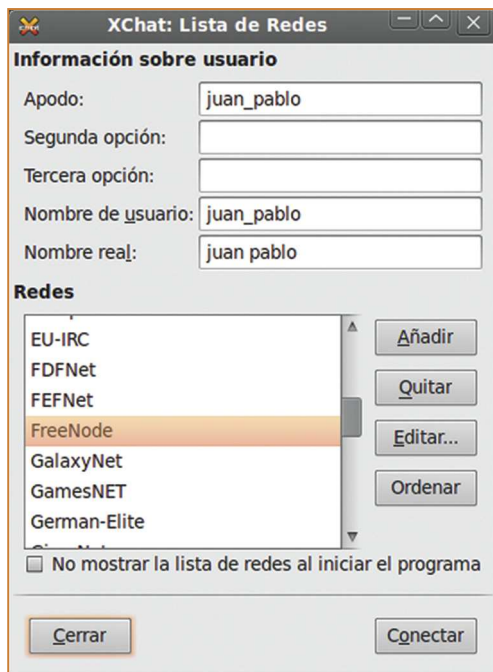 XChat: Lista de Redes
Información sobre usuario
Apodo: juan_pablo
Segunda opción:
Tercera opción:
Nombre de usuario: juan_pablo
Nombre real: juan pablo
Redes
EU-IRC
FDFNet
FEFNet
FreeNode
GalaxyNet
GamesNET
German-Elite
Añadir
Quitar
Editar...
Ordenar
No mostrar la lista de redes al iniciar el programa
Cerrar
Conectar